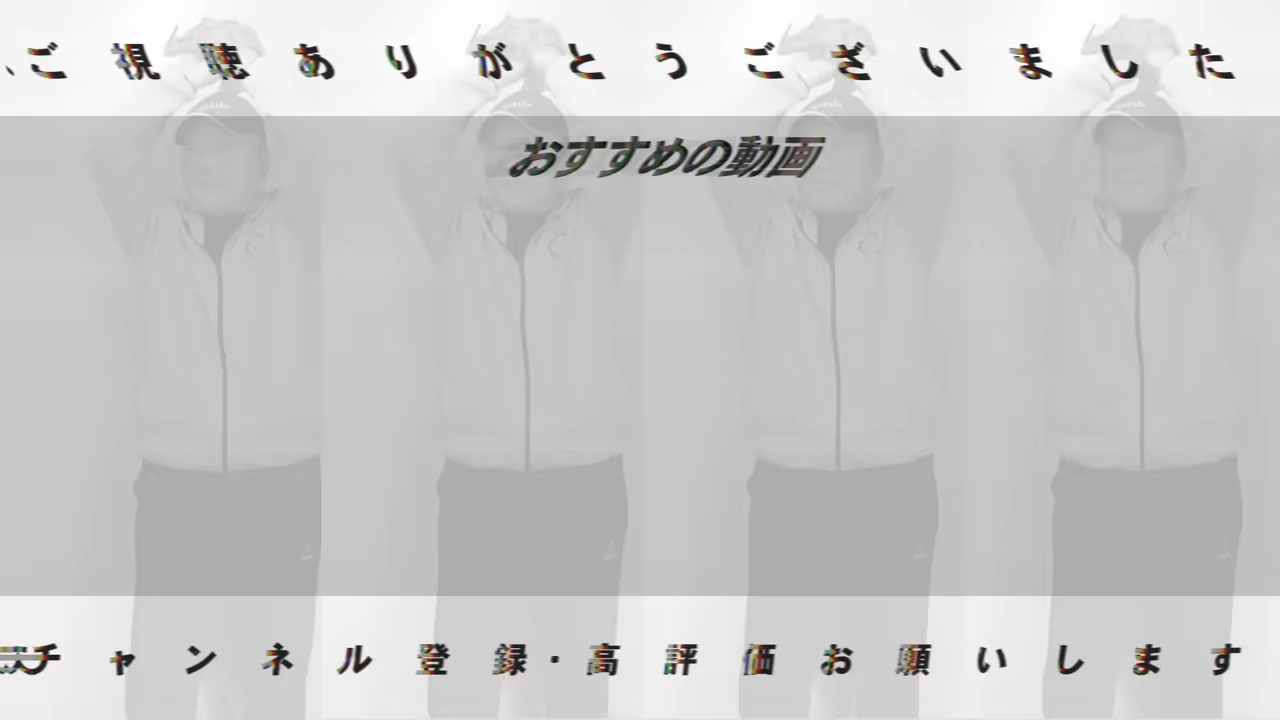 ご視聴ありがとうございました
おすすめの動画
チャンネル登録・高評価お願いします